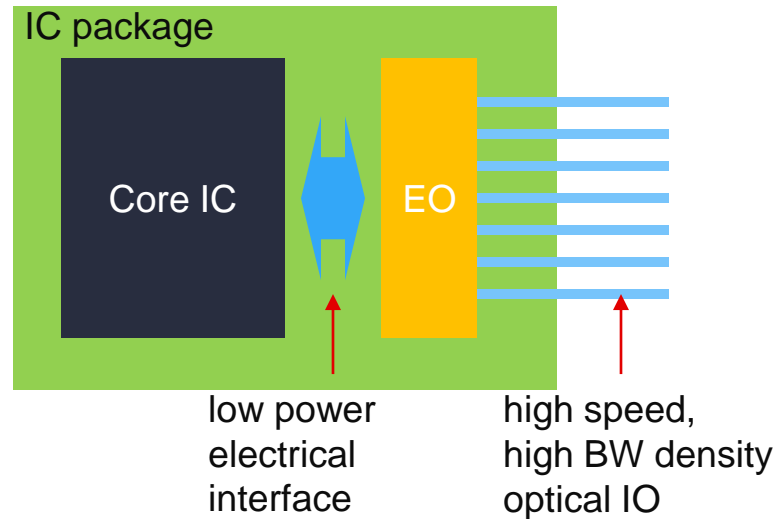 IC package
Core IC
EO
low power
electrical
interface
high speed,
high BW density
optical IO